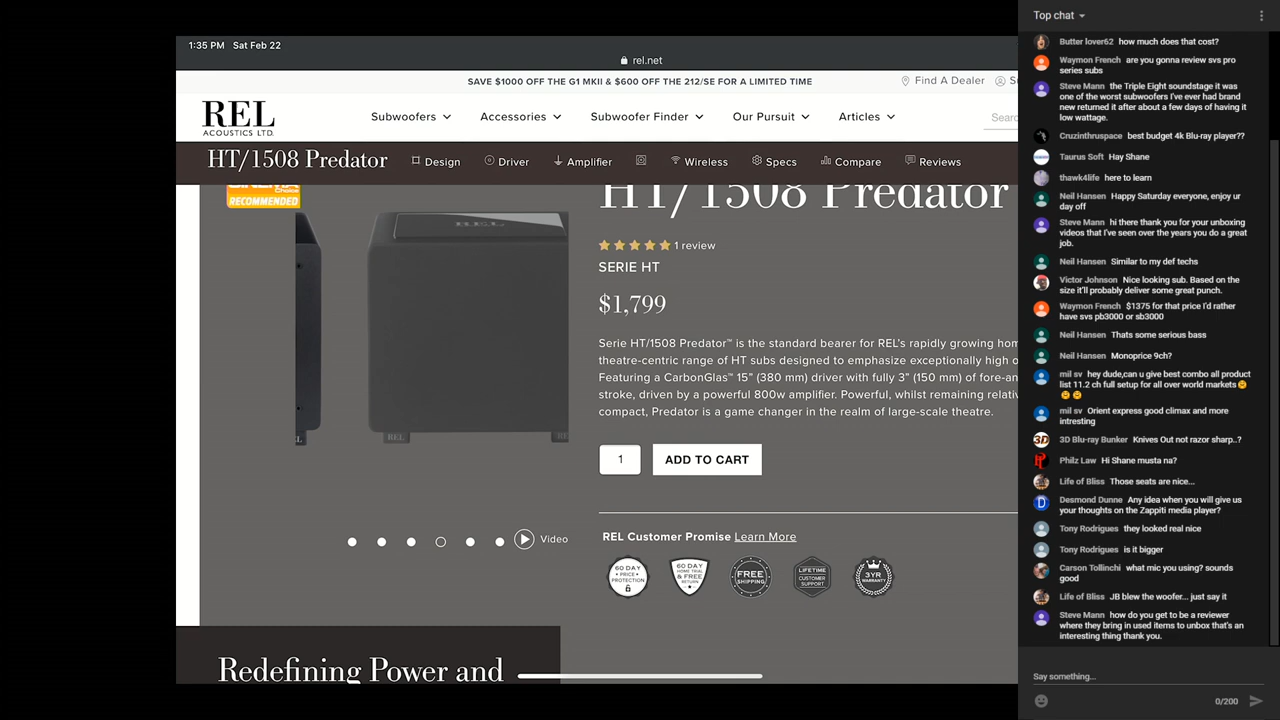 1:35 PM Sat Feb 22
rel.net
SAVE $1000 OFF THE G1 MKII & $600 OFF THE 212/SE FOR A LIMITED TIME
Find A Dealer
REL
ACOUSTICS LTD.
Subwoofers
Accessories
Subwoofer Finder
Our Pursuit
Articles
Searc
HT/1508 Predator
Design
Driver
Amplifier
Wireless
Specs
Compare
Reviews
CINEMA
Choice
RECOMMENDED
REL
REL
HT/1508 Predator
1 review
SERIE HT
$1,799
Serie HT/1508 Predator™ is the standard bearer for REL's rapidly growing hom
theatre-centric range of HT subs designed to emphasize exceptionally high o
Featuring a CarbonGlas™ 15” (380 mm) driver with fully 3” (150 mm) of fore-an
stroke, driven by a powerful 800w amplifier. Powerful, whilst remaining relativ
compact, Predator is a game changer in the realm of large-scale theatre.
1
ADD TO CART
Video
REL Customer Promise Learn More
60 DAY PRICE PROTECTION
60 DAY HOME TRIAL & FREE RETURN
FREE SHIPPING
LIFETIME CUSTOMER SUPPORT
3YR WARRANTY
Redefining Power and
Top chat
Butter lover62 how much does that cost?
Waymon French are you gonna review svs pro
series subs
Steve Mann the Triple Eight soundstage it was
one of the worst subwoofers I've ever had brand
new returned it after about a few days of having it
low wattage.
Cruzinthruspace best budget 4k Blu-ray player??
Taurus Soft Hay Shane
thawk4life here to learn
Neil Hansen Happy Saturday everyone, enjoy ur
day off
Steve Mann hi there thank you for your unboxing
videos that I've seen over the years you do a great
job.
Neil Hansen Similar to my def techs
Victor Johnson Nice looking sub. Based on the
size it'll probably deliver some great punch.
Waymon French $1375 for that price I'd rather
have svs pb3000 or sb3000
Neil Hansen Thats some serious bass
Neil Hansen Monoprice 9ch?
mil sv hey dude,can u give best combo all product
list 11.2 ch full setup for all over world markets
mil sv Orient express good climax and more
intresting
3D Blu-ray Bunker Knives Out not razor sharp..?
Philz Law Hi Shane musta na?
Life of Bliss Those seats are nice...
Desmond Dunne Any idea when you will give us
your thoughts on the Zappiti media player?
Tony Rodrigues they looked real nice
Tony Rodrigues is it bigger
Carson Tollinchi what mic you using? sounds
good
Life of Bliss JB blew the woofer... just say it
Steve Mann how do you get to be a reviewer
where they bring in used items to unbox that's an
interesting thing thank you.
Say something...
0/200